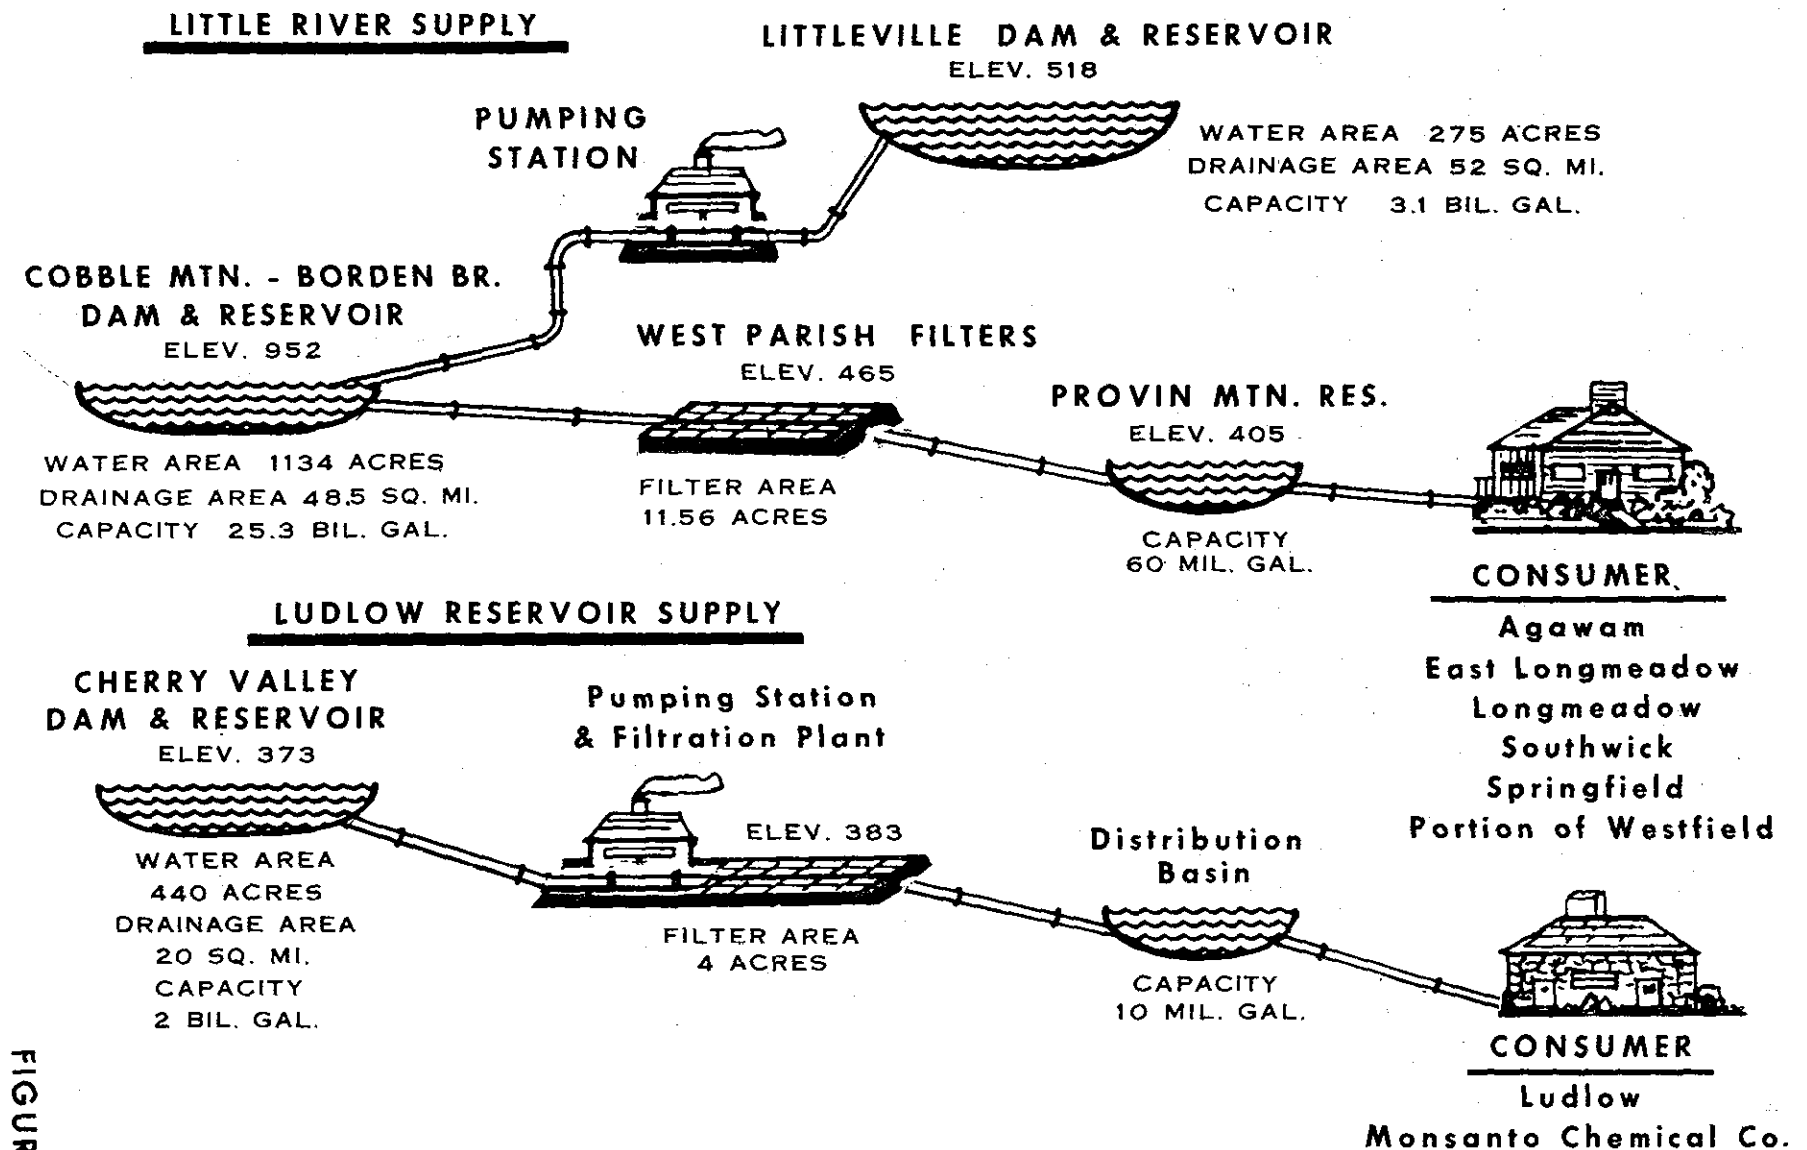 LITTLE RIVER SUPPLY
LITTLEVILLE DAM & RESERVOIR
ELEV. 518
WATER AREA 275 ACRES
DRAINAGE AREA 52 SQ. MI.
CAPACITY 3.1 BIL. GAL.
PUMPING
STATION
COBBLE MTN. - BORDEN BR.
DAM & RESERVOIR
ELEV. 952
WATER AREA 1134 ACRES
DRAINAGE AREA 48.5 SQ. MI.
CAPACITY 25.3 BIL. GAL.
WEST PARISH FILTERS
ELEV. 465
FILTER AREA
11.56 ACRES
PROVIN MTN. RES.
ELEV. 405
CAPACITY
60 MIL. GAL.
CONSUMER
Agawam
East Longmeadow
Longmeadow
Southwick
Springfield
Portion of Westfield
LUDLOW RESERVOIR SUPPLY
CHERRY VALLEY
DAM & RESERVOIR
ELEV. 373
WATER AREA
440 ACRES
DRAINAGE AREA
20 SQ. MI.
CAPACITY
2 BIL. GAL.
Pumping Station
& Filtration Plant
ELEV. 383
FILTER AREA
4 ACRES
Distribution
Basin
CAPACITY
10 MIL. GAL.
CONSUMER
Ludlow
Monsanto Chemical Co.
FIGUR